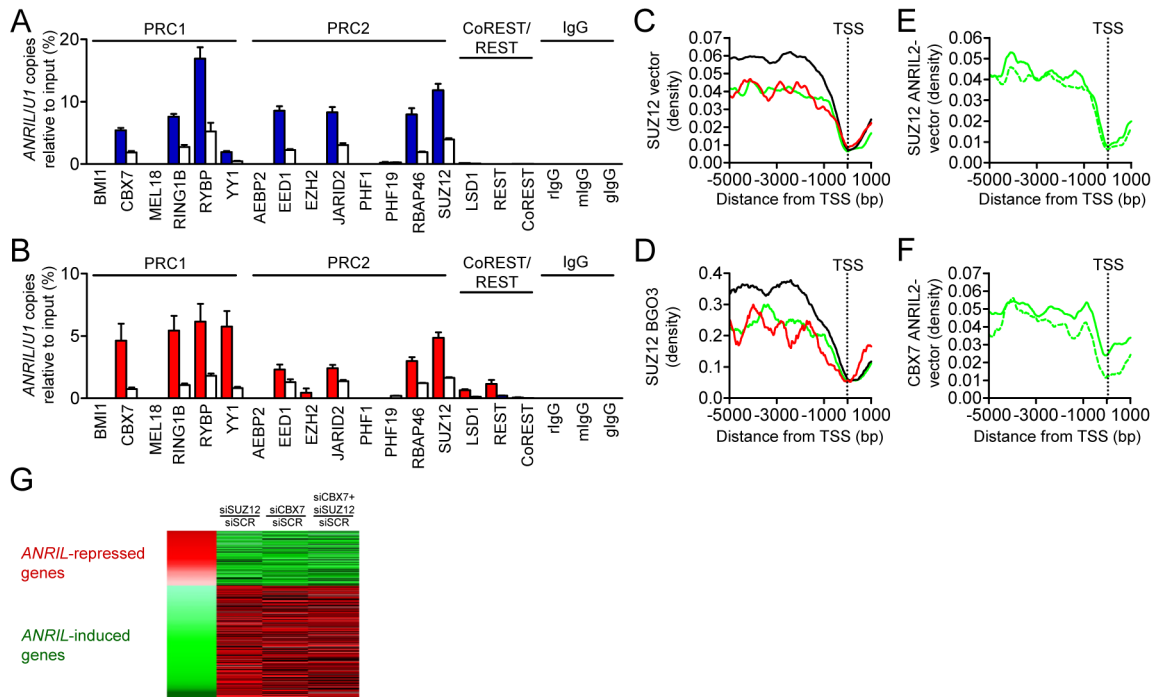 A
ANRIL/U1 copies
relative to input (%)
20
10
5
0
PRC1
PRC2
CoREST/
REST
IgG
BMI1
CBX7
MEL18
RING1B
RYBP
YY1
AEBP2
EED1
EZH2
JARID2
PHF1
PHF19
RBAP46
SUZ12
LSD1
REST
CoREST
rIgG
mIgG
gIgG
B
ANRIL/U1 copies
relative to input (%)
10
5
0
PRC1
PRC2
CoREST/
REST
IgG
BMI1
CBX7
MEL18
RING1B
RYBP
YY1
AEBP2
EED1
EZH2
JARID2
PHF1
PHF19
RBAP46
SUZ12
LSD1
REST
CoREST
rIgG
mIgG
gIgG
C
SUZ12 vector
(density)
TSS
0.07
0.06
0.05
0.04
0.03
0.02
0.01
0.00
-5000 -3000 -1000 0 1000
Distance from TSS (bp)
D
SUZ12 BGO3
(density)
TSS
0.4
0.3
0.2
0.1
0.0
-5000 -3000 -1000 0 1000
Distance from TSS (bp)
E
SUZ12 ANRIL2-
vector (density)
TSS
0.06
0.05
0.04
0.03
0.02
0.01
0.00
-5000 -3000 -1000 0 1000
Distance from TSS (bp)
F
CBX7 ANRIL2-
vector (density)
TSS
0.07
0.06
0.05
0.04
0.03
0.02
0.01
0.00
-5000 -3000 -1000 0 1000
Distance from TSS (bp)
G
siSUZ12
siSCR
siCBX7
siSCR
siCBX7+
siSUZ12
siSCR
ANRIL-repressed
genes
ANRIL-induced
genes